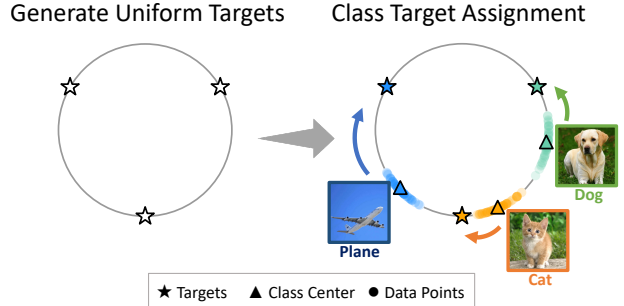 Generate Uniform Targets
Class Target Assignment
Dog
Plane
Cat
Targets
Class Center
Data Points